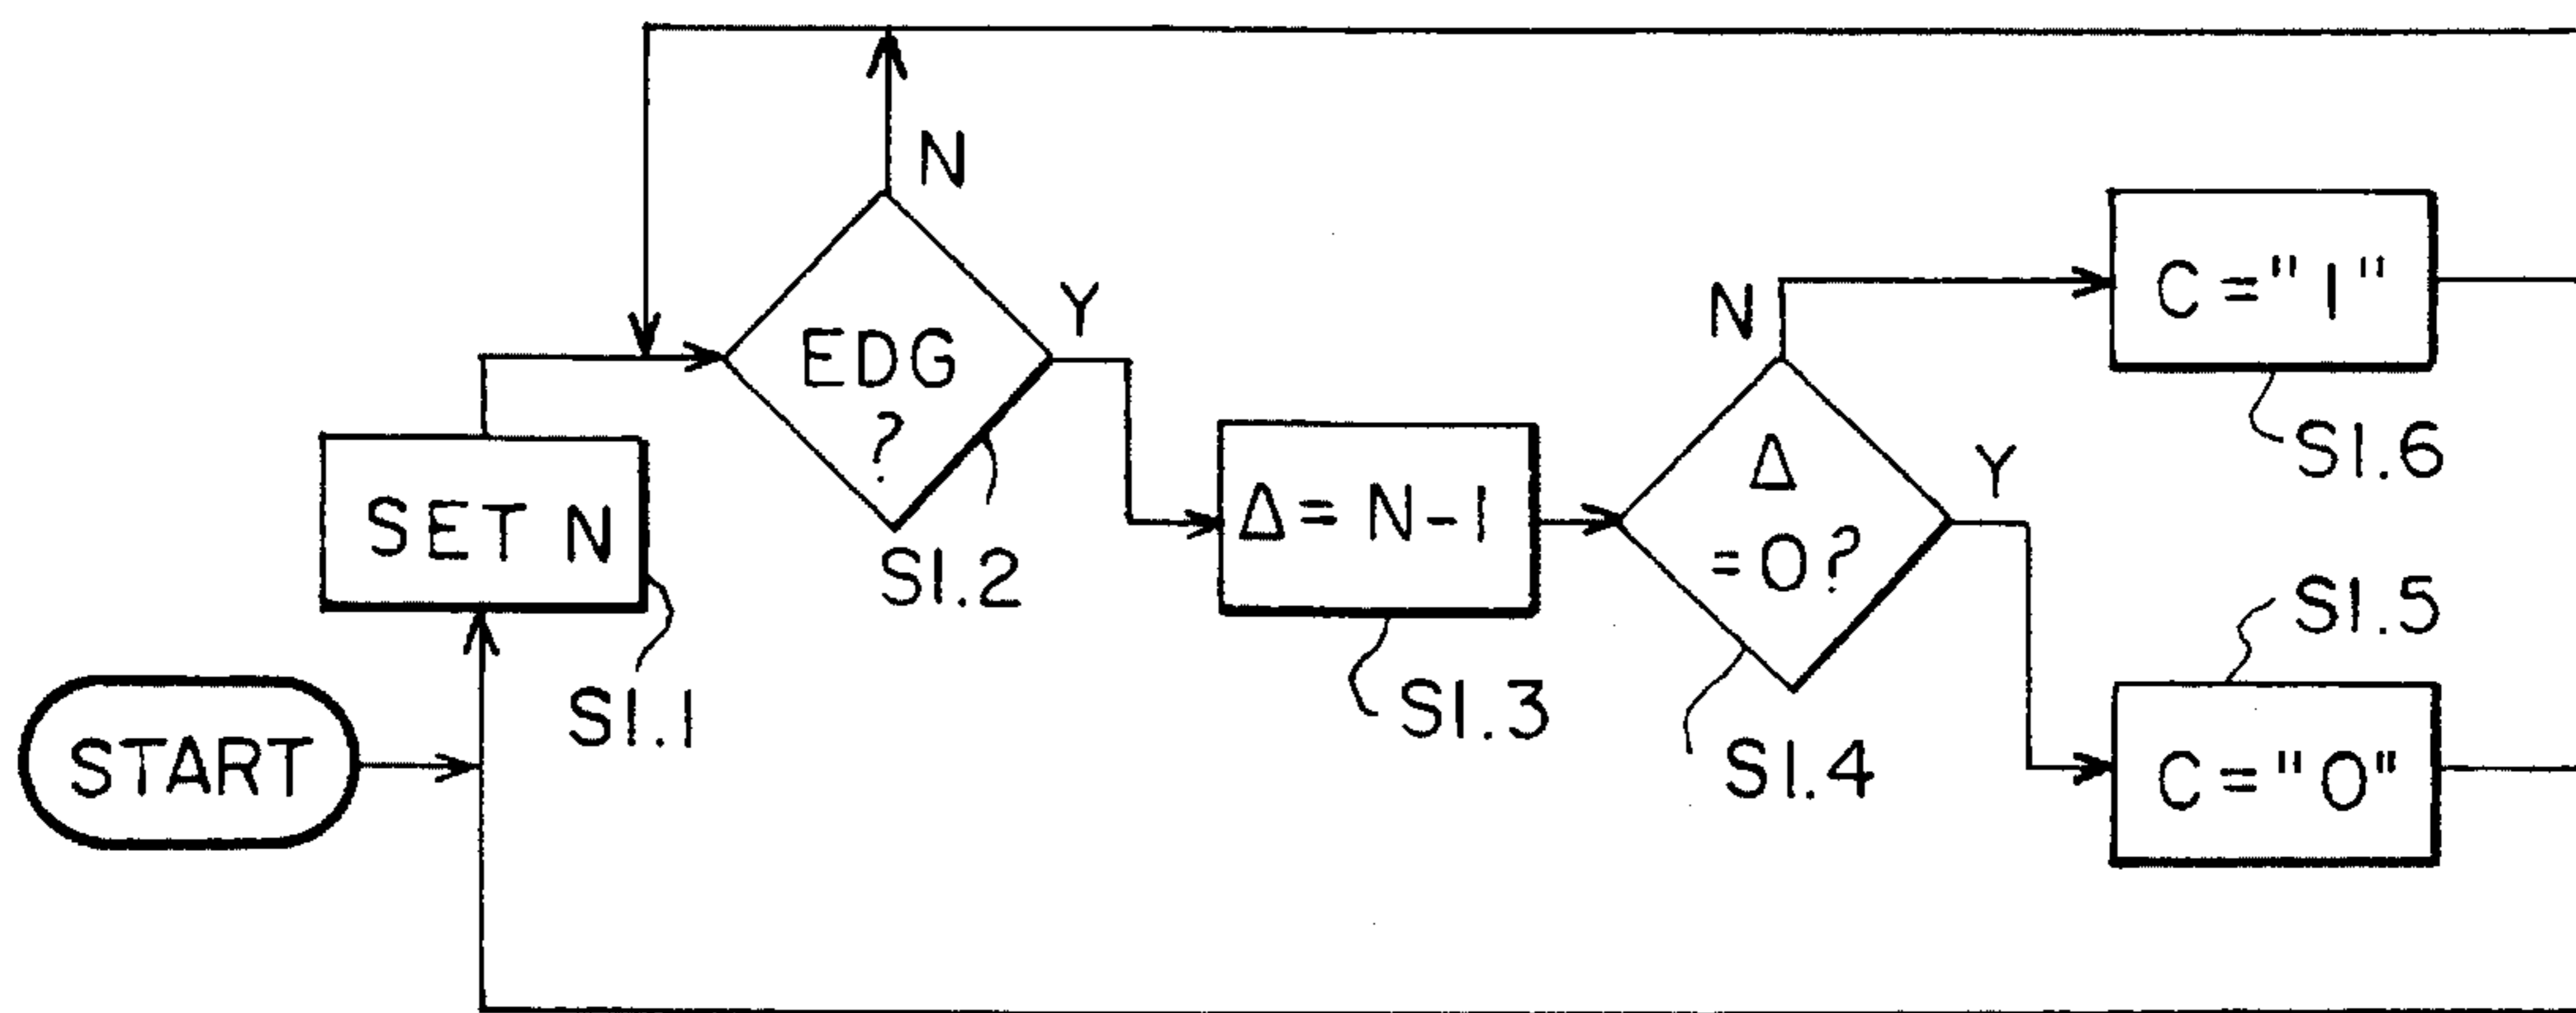 START
SET N
S1.1
N
EDG
?
Y
S1.2
Δ = N-1
S1.3
N
Δ
=0?
Y
S1.4
C="1"
S1.6
S1.5
C="0"